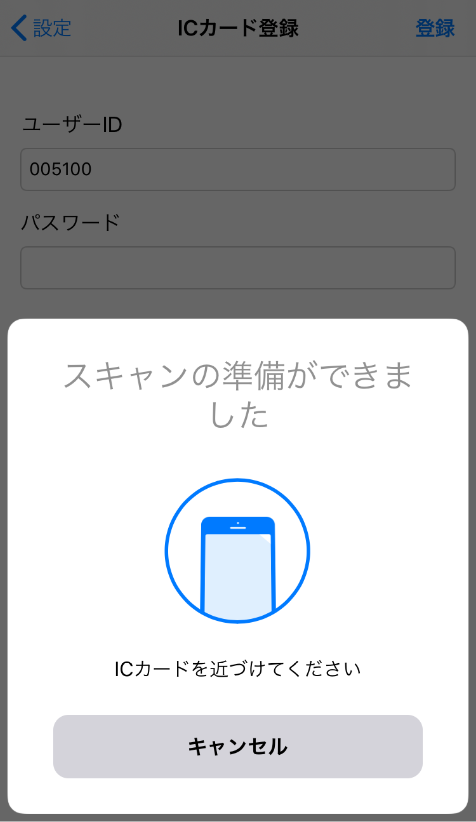 設定 ICカード登録 登録
ユーザーID
005100
パスワード
スキャンの準備ができま
した
ICカードを近づけてください
キャンセル